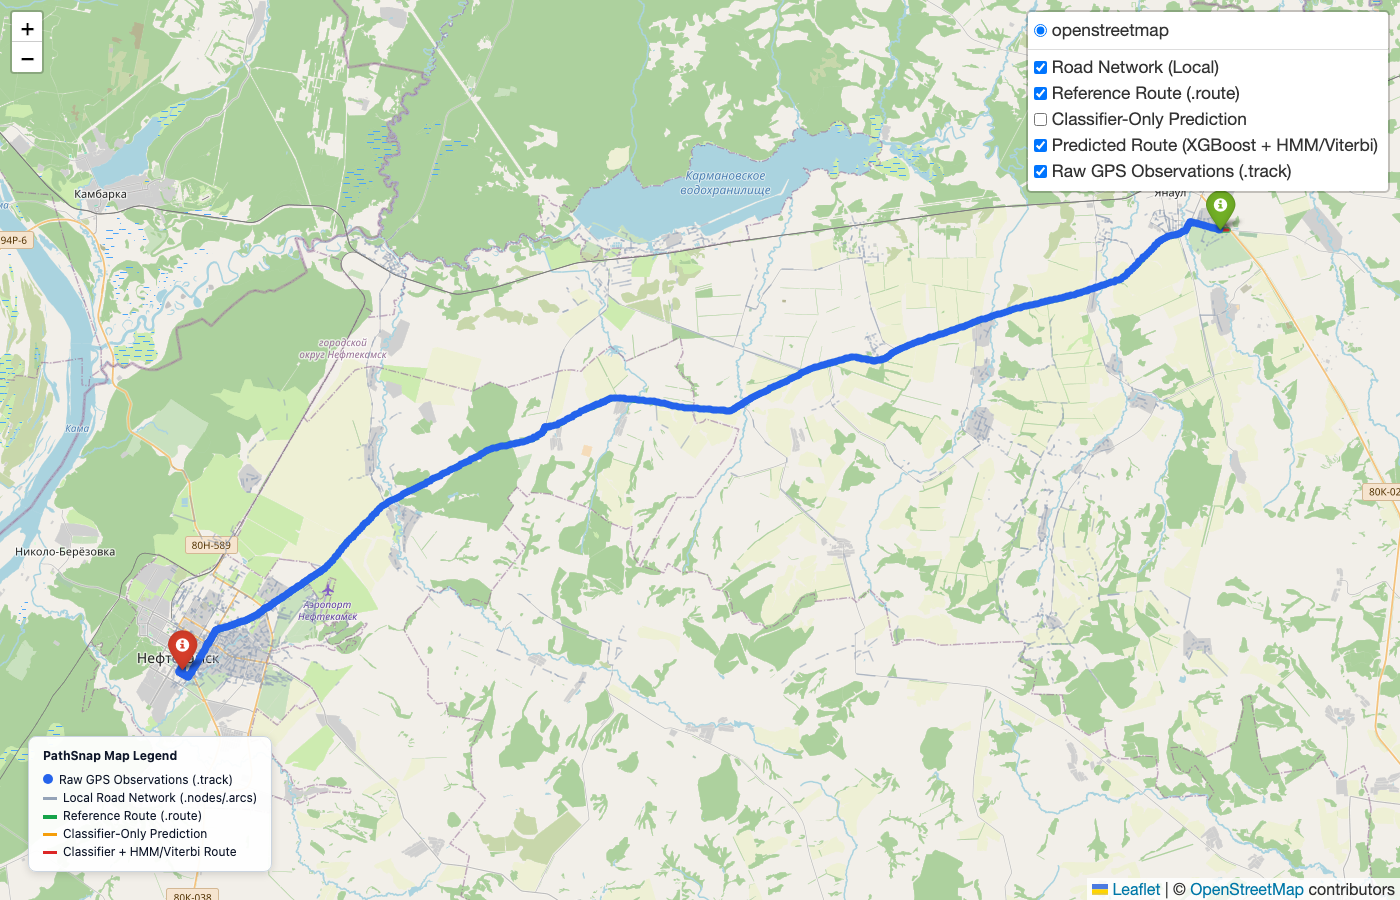 +
−
openstreetmap
Road Network (Local)
Reference Route (.route)
Classifier-Only Prediction
Predicted Route (XGBoost + HMM/Viterbi)
Raw GPS Observations (.track)
Янаул
Камбарка
Кармановское
водохранилище
94Р-6
городской
округ Нефтекамск
Кама
80К-02
80Н-589
Николо-Берёзовка
Аэропорт
Нефтекамск
PathSnap Map Legend
Raw GPS Observations (.track)
Local Road Network (.nodes/.arcs)
Reference Route (.route)
Classifier-Only Prediction
Classifier + HMM/Viterbi Route
80К-038
Leaflet | © OpenStreetMap contributors